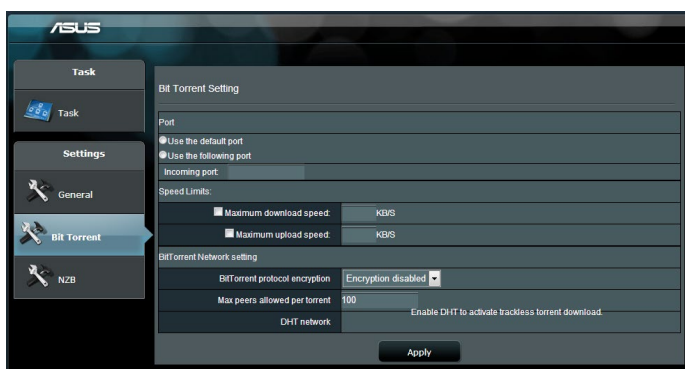 ASUS
Task
Task
Settings
General
Bit Torrent
NZB
Bit Torrent Setting
Port
Use the default port
Use the following port
Incoming port:
Speed Limits:
Maximum download speed: KB/S
Maximum upload speed: KB/S
BitTorrent Network setting
BitTorrent protocol encryption Encryption disabled
Max peers allowed per torrent 100
DHT network Enable DHT to activate trackless torrent download.
Apply